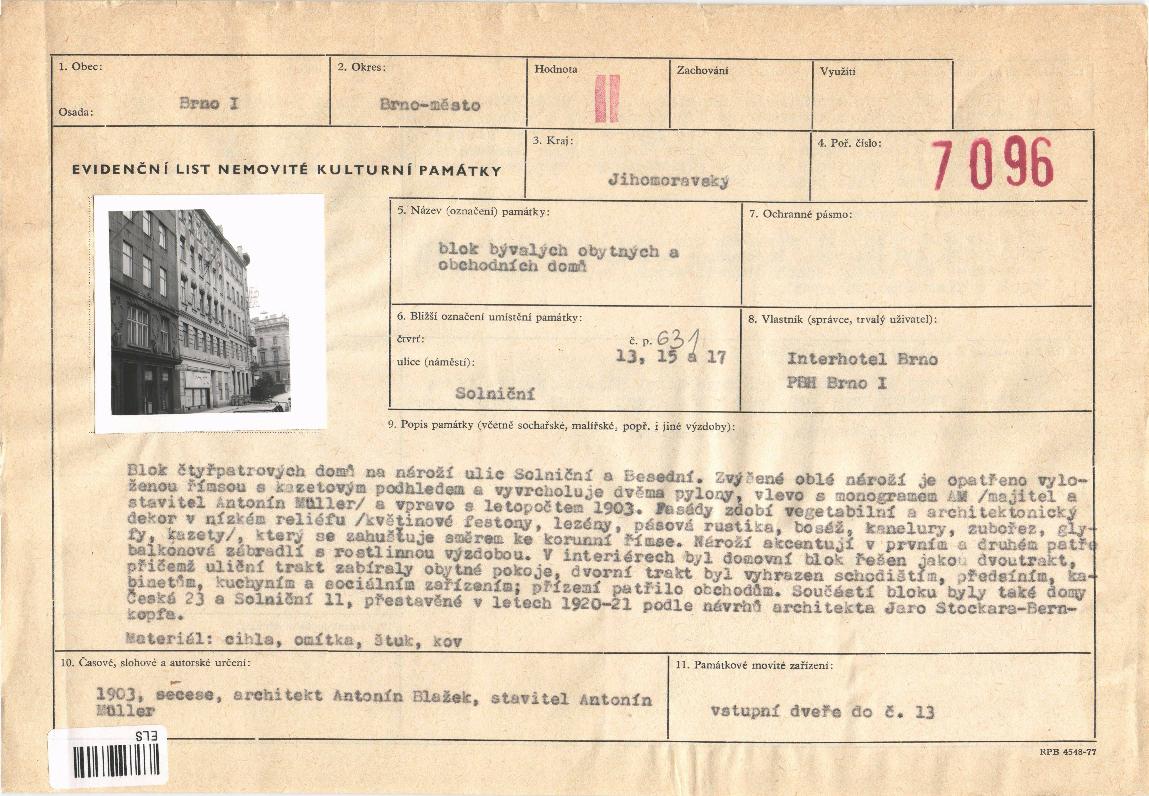 1. Obec:
Osada:
Brno I
2. Okres:
Brno-město
Hodnota
II
Zachování
Využití
EVIDENČNÍ LIST NEMOVITÉ KULTURNÍ PAMÁTKY
3. Kraj:
Jihomoravský
4. Poř. číslo:
7096
5. Název (označení) památky:
blok bývalých obytných a
obchodních domů
7. Ochranné pásmo:
6. Bližší označení umístění památky:
čtvrť:
č. p. 631
ulice (náměstí):
13, 15 a 17
Solniční
8. Vlastník (správce, trvalý uživatel):
Interhotel Brno
PBH Brno I
9. Popis památky (včetně sochařské, malířské, popř. i jiné výzdoby):
Blok čtyřpatrových domů na nároží ulic Solniční a Besední. Zvýšené oblé nároží je opatřeno vylo-
ženou římsou s kazetovým podhledem a vyvrcholuje dvěma pylony, vlevo s monogramem AM /majitel a
stavitel Antonín Müller/ a vpravo s letopočtem 1903. Fasády zdobí vegetabilní a architektonický
dekor v nízkém reliéfu /květinové festony, lezény, pásová rustika, bosáž, kanelury, zubořez, gly-
fy, kazety/, který se zahušťuje směrem ke korunní římse. Nároží akcentují v prvním a druhém patře
balkonová zábradlí s rostlinnou výzdobou. V interiérech byl domovní blok řešen jakou dvoutrakt,
přičemž uliční trakt zabíraly obytné pokoje, dvorní trakt byl vyhrazen schodištím, předsíním, ka-
binetům, kuchyním a sociálním zařízením; přízemí patřilo obchodům. Součástí bloku byly také domy
Česká 23 a Solniční 11, přestavěné v letech 1920-21 podle návrhů architekta Jaro Stockara-Bern-
kopfa.
Materiál: cihla, omítka, štuk, kov
10. Časové, slohové a autorské určení:
1903, secese, architekt Antonín Blažek, stavitel Antonín
Müller
11. Památkové movité zařízení:
vstupní dveře do č. 13
ELS
RPB 4548-77